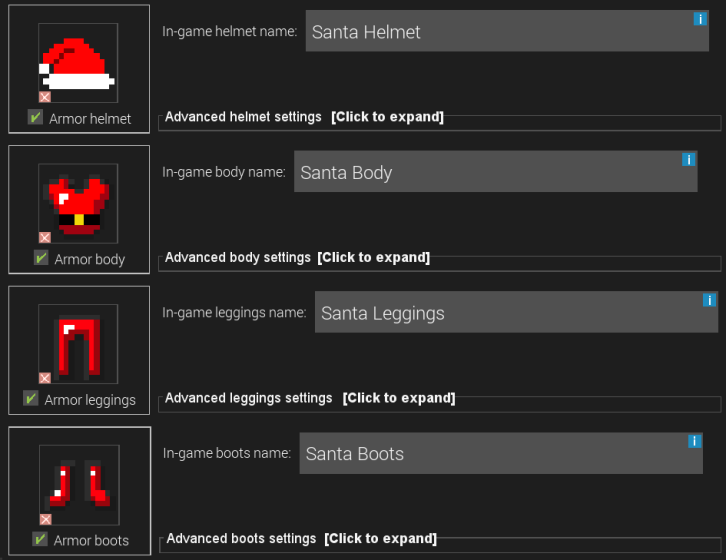 In-game helmet name: Santa Helmet i
Armor helmet
Advanced helmet settings [Click to expand]
In-game body name: Santa Body i
Armor body
Advanced body settings [Click to expand]
In-game leggings name: Santa Leggings i
Armor leggings
Advanced leggings settings [Click to expand]
In-game boots name: Santa Boots i
Armor boots
Advanced boots settings [Click to expand]